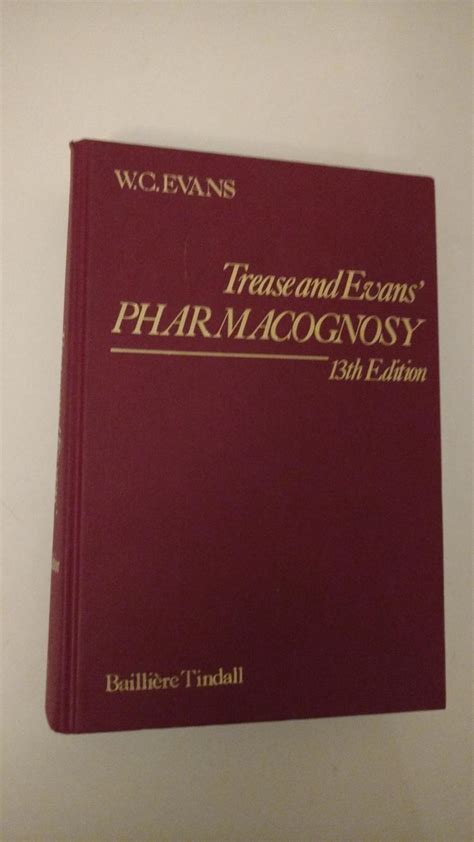 W.C.EVANS
Trease and Evans'
PHARMACOGNOSY
13th Edition
Baillière Tindall